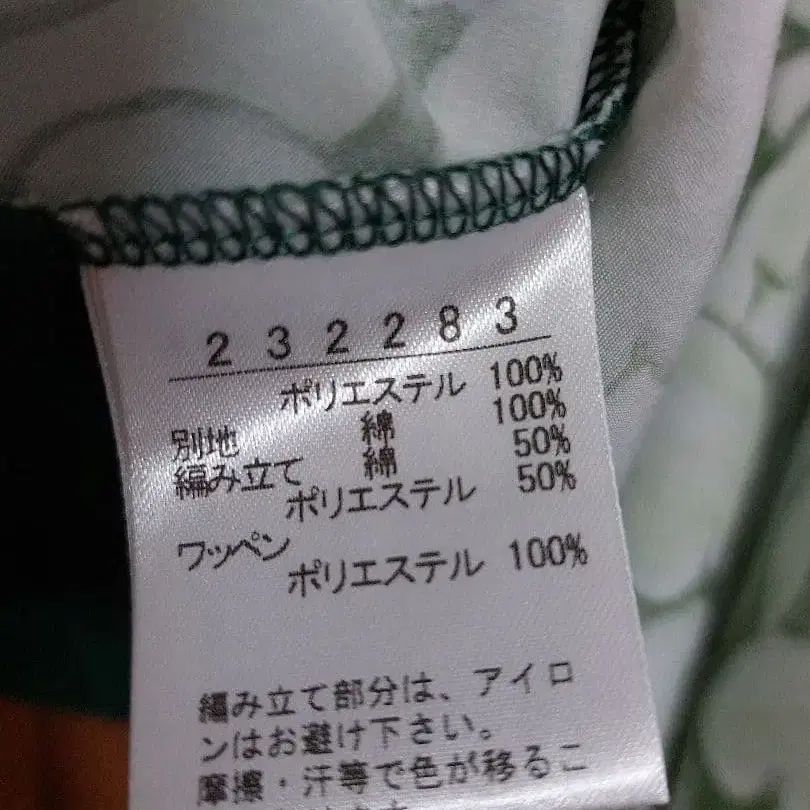 232283
ポリエステル 100%
別地 綿 100%
編み立て 綿 50%
ポリエステル 50%
ワッペン
ポリエステル 100%
編み立て部分は、アイロ
ンはお避け下さい。
摩擦・汗等で色が移るこ